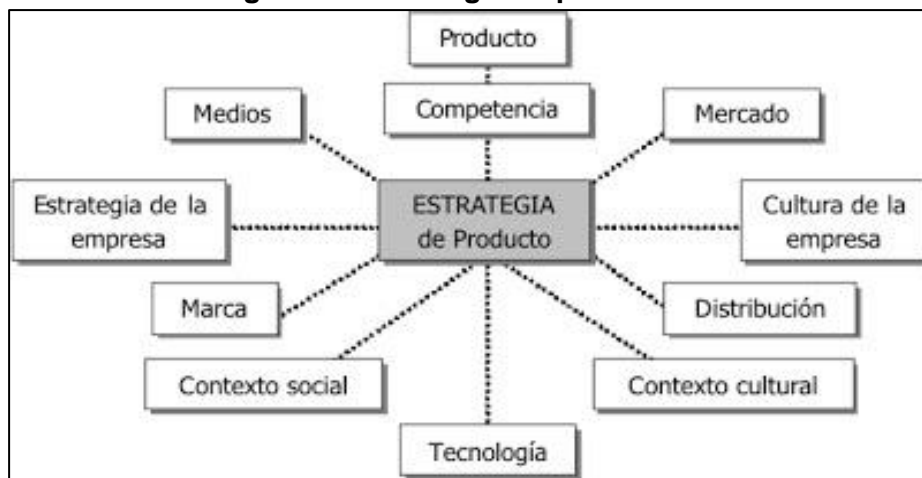 Producto
Competencia
Medios
Mercado
ESTRATEGIA
de Producto
Estrategia de la
empresa
Cultura de la
empresa
Marca
Distribución
Contexto social
Contexto cultural
Tecnología